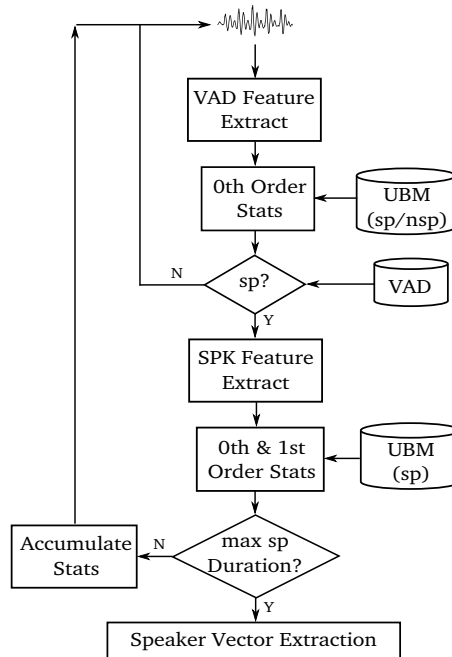 VAD Feature
Extract
0th Order
Stats
UBM
(sp/nsp)
N
sp?
VAD
Y
SPK Feature
Extract
0th & 1st
Order Stats
UBM
(sp)
Accumulate
Stats
N
max sp
Duration?
Y
Speaker Vector Extraction